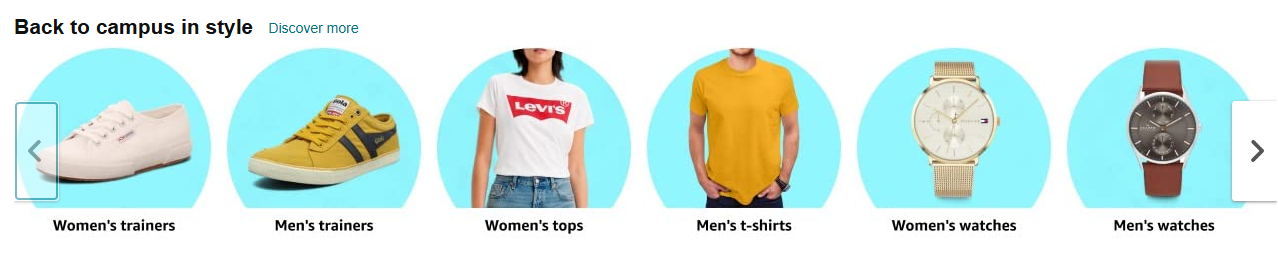 Back to campus in style Discover more
Gola
Levi's
Women's trainers
Men's trainers
Women's tops
Men's t-shirts
Women's watches
Men's watches